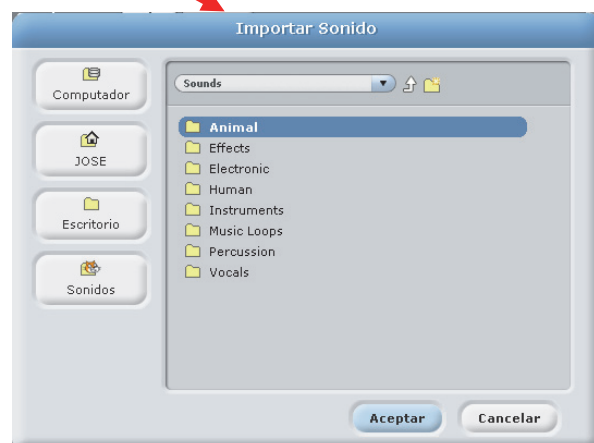 Importar Sonido
Computador
JOSE
Escritorio
Sonidos
Sounds
Animal
Effects
Electronic
Human
Instruments
Music Loops
Percussion
Vocals
Aceptar
Cancelar